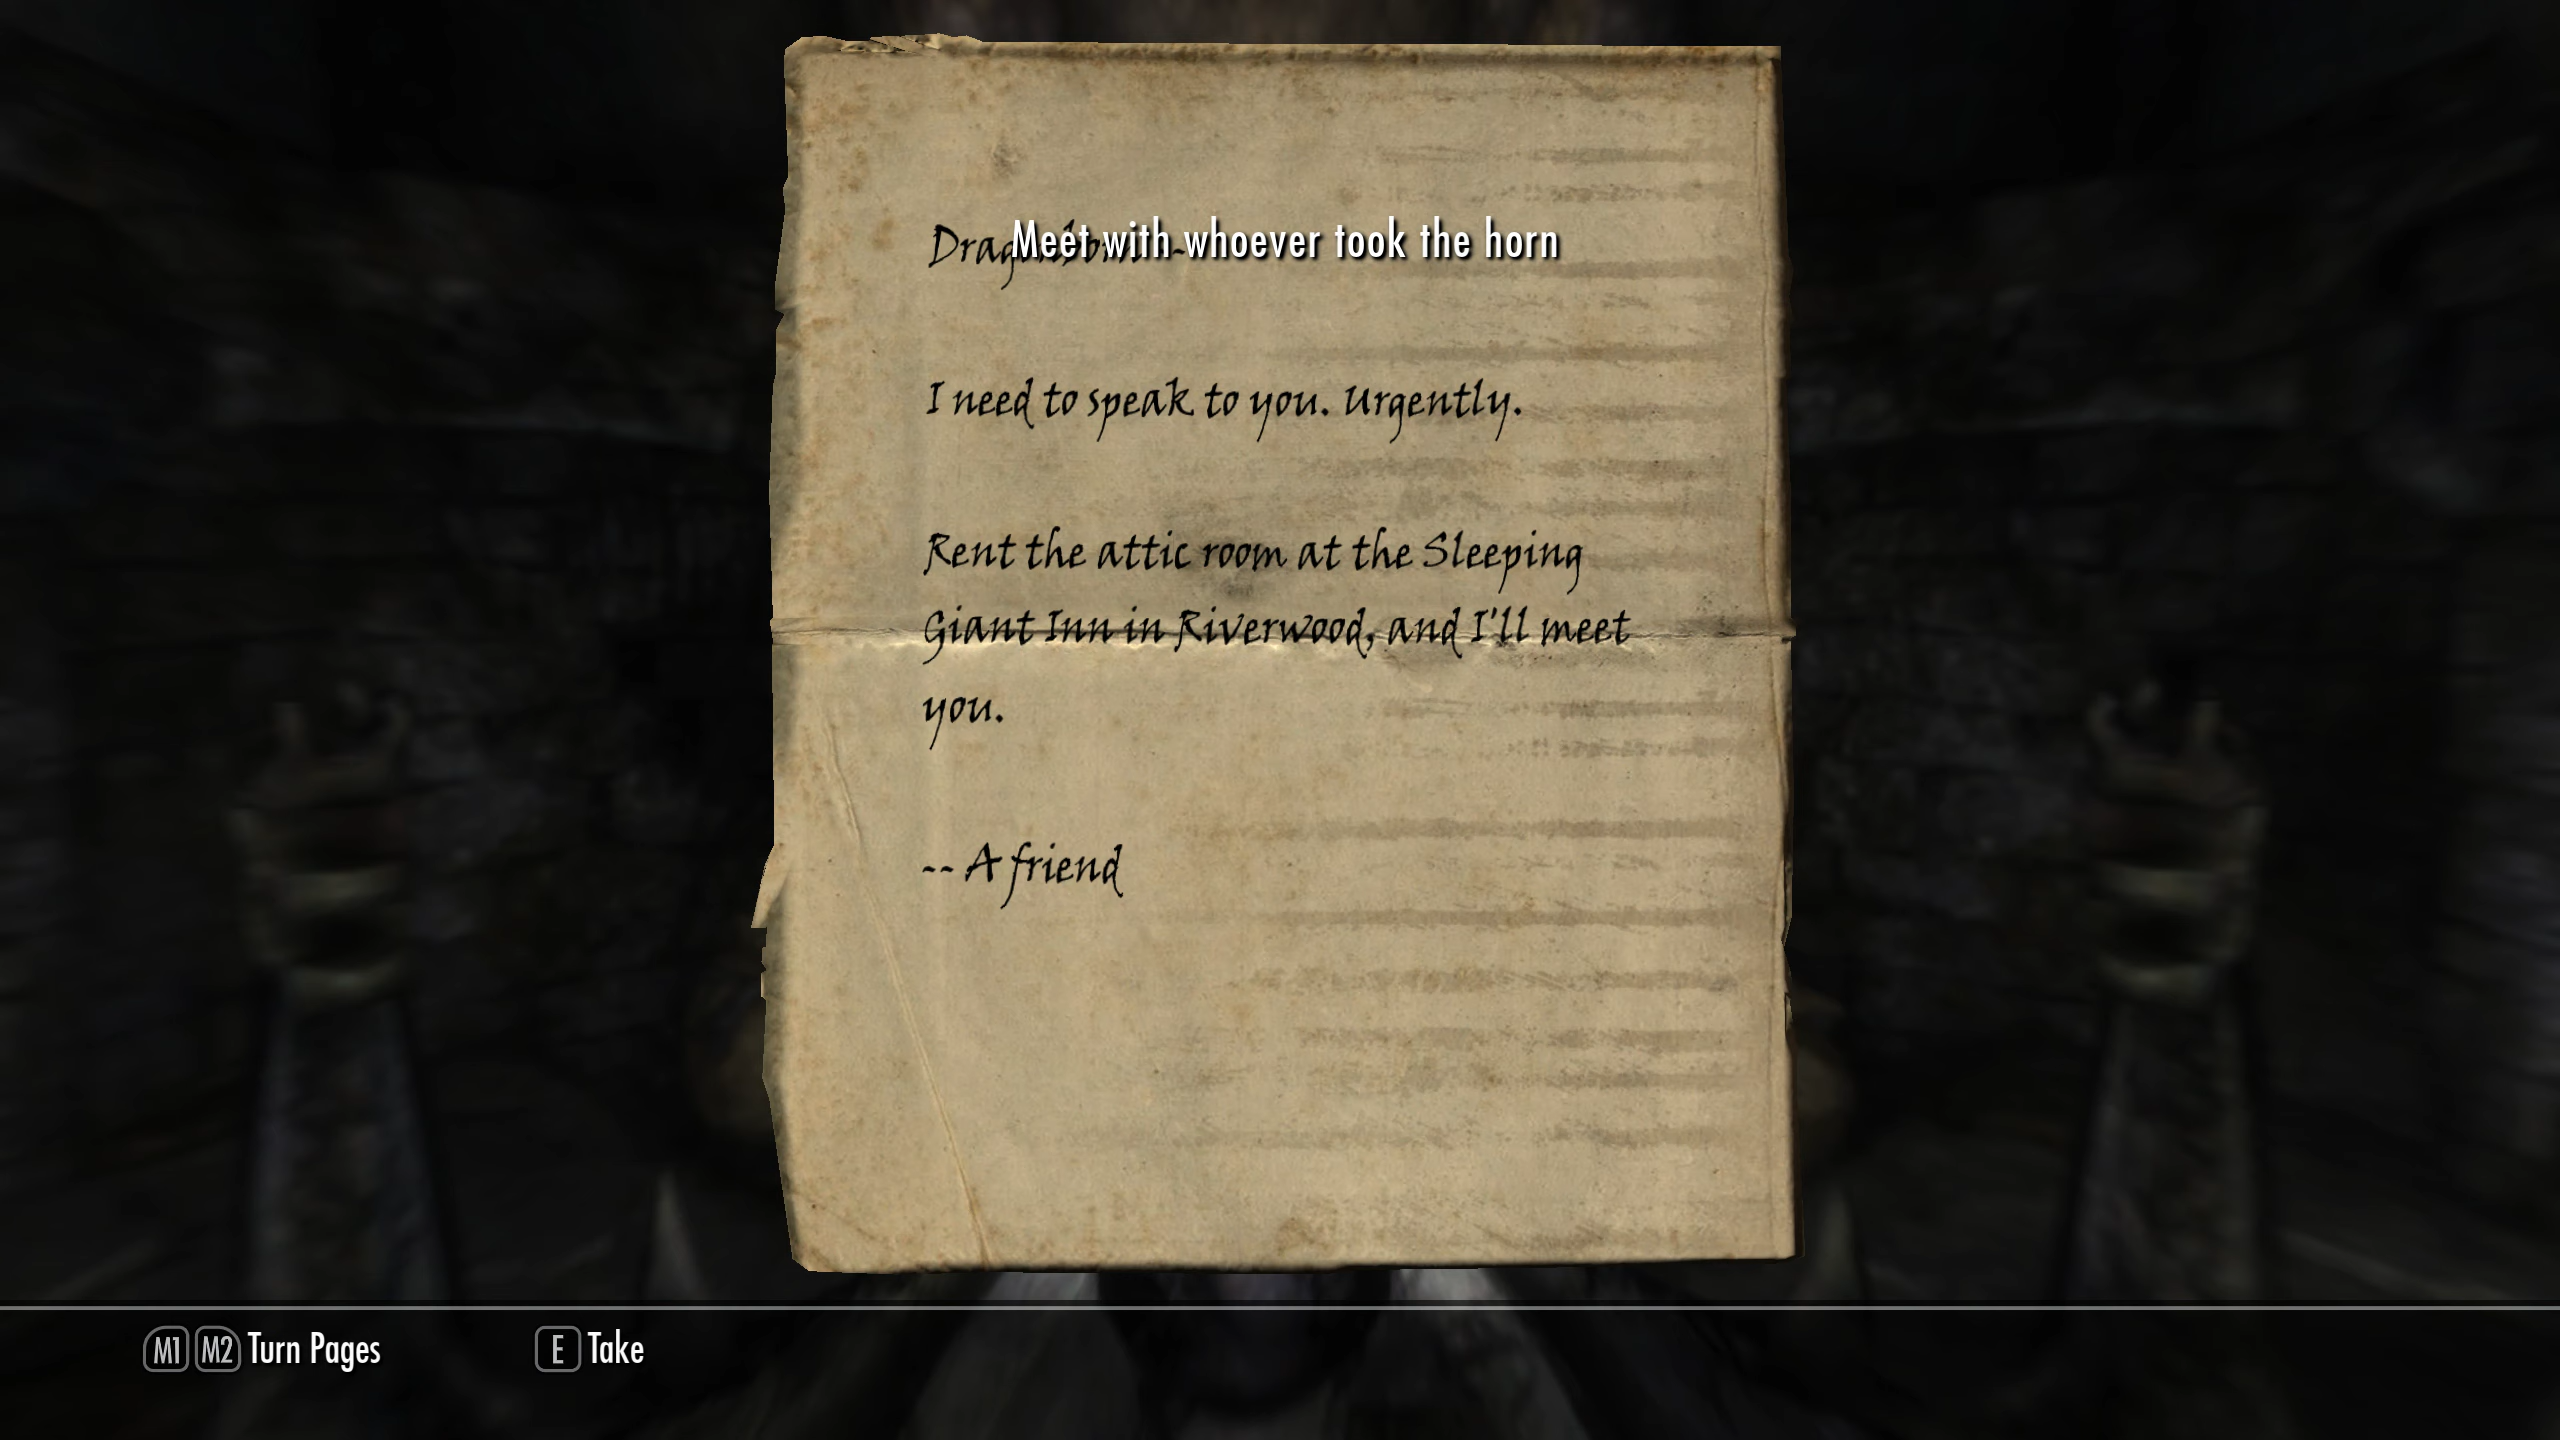 Dragonborn --
Meet with whoever took the horn
I need to speak to you. Urgently.
Rent the attic room at the Sleeping
Giant Inn in Riverwood, and I'll meet
you.
-- A friend
M1 M2 Turn Pages
E Take